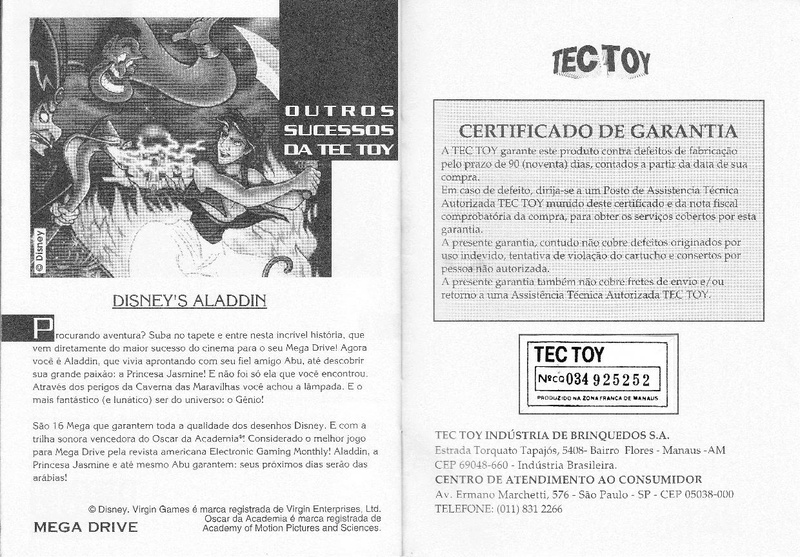 OUTROS
SUCESSOS
DA TEC TOY
© Disney
DISNEY'S ALADDIN
Procurando aventura? Suba no tapete e entre nesta incrível história, que
vem diretamente do maior sucesso do cinema para o seu Mega Drive! Agora
você é Aladdin, que vivia aprontando com seu fiel amigo Abu, até descobrir
sua grande paixão: a Princesa Jasmine! E não foi só ela que você encontrou.
Através dos perigos da Caverna das Maravilhas você achou a lâmpada. E o
mais fantástico (e lunático) ser do universo: o Gênio!
São 16 Mega que garantem toda a qualidade dos desenhos Disney. E com a
trilha sonora vencedora do Oscar da Academia®! Considerado o melhor jogo
para Mega Drive pela revista americana Electronic Gaming Monthly! Aladdin, a
Princesa Jasmine e até mesmo Abu garantem: seus próximos dias serão das
arábias!
© Disney, Virgin Games é marca registrada de Virgin Enterprises, Ltd.
Oscar da Academia é marca registrada de
Academy of Motion Pictures and Sciences.
MEGA DRIVE
TEC TOY
CERTIFICADO DE GARANTIA
A TEC TOY garante este produto contra defeitos de fabricação
pelo prazo de 90 (noventa) dias, contados a partir da data de sua
compra.
Em caso de defeito, dirija-se a um Posto de Assistencia Técnica
Autorizada TEC TOY munido deste certificado e da nota fiscal
comprobatória da compra, para obter os serviços cobertos por esta
garantia.
A presente garantia, contudo não cobre defeitos originados por
uso indevido, tentativa de violação do cartucho e consertos por
pessoa não autorizada.
A presente garantia também não cobre fretes de envio e/ou
retorno a uma Assistência Técnica Autorizada TEC TOY.
TEC TOY
Nº CQ 034925252
PRODUZIDO NA ZONA FRANCA DE MANAUS
TEC TOY INDÚSTRIA DE BRINQUEDOS S.A.
Estrada Torquato Tapajós, 5408- Bairro Flores - Manaus -AM
CEP 69048-660 - Indústria Brasileira.
CENTRO DE ATENDIMENTO AO CONSUMIDOR
Av. Ermano Marchetti, 576 - São Paulo - SP - CEP 05038-000
TELEFONE: (011) 831 2266